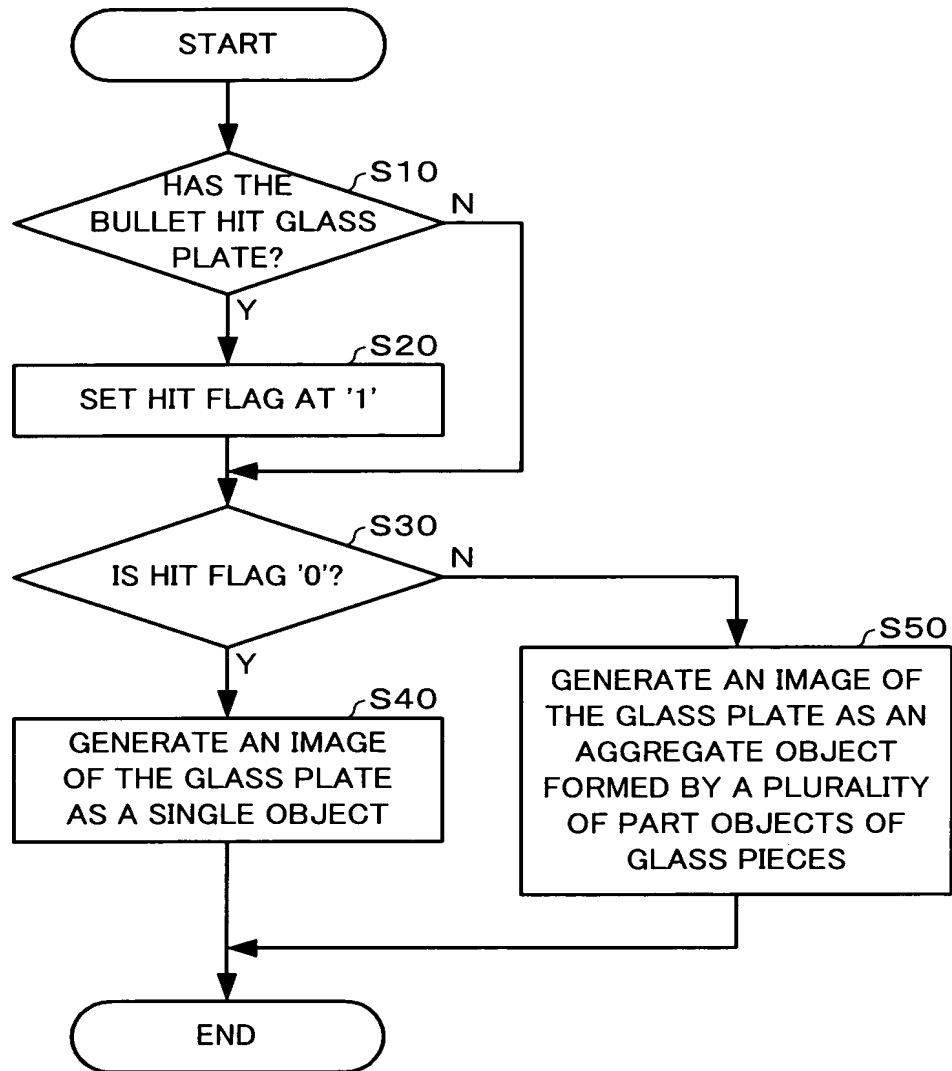 START
S10
HAS THE
BULLET HIT GLASS
PLATE?
N
Y
S20
SET HIT FLAG AT '1'
S30
IS HIT FLAG '0'?
N
Y
S40
GENERATE AN IMAGE
OF THE GLASS PLATE
AS A SINGLE OBJECT
S50
GENERATE AN IMAGE OF
THE GLASS PLATE AS AN
AGGREGATE OBJECT
FORMED BY A PLURALITY
OF PART OBJECTS OF
GLASS PIECES
END